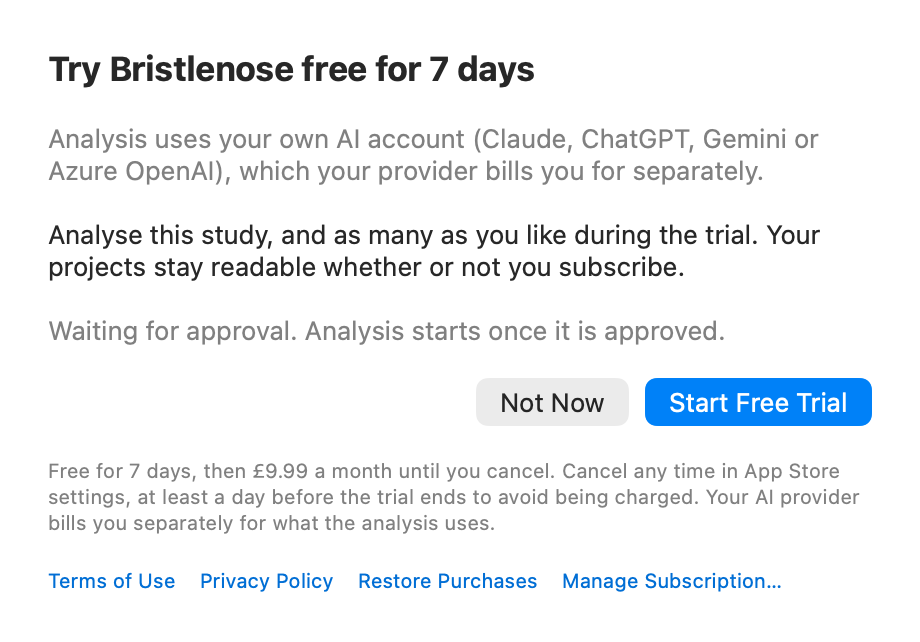 Try Bristlenose free for 7 days
Analysis uses your own AI account (Claude, ChatGPT, Gemini or
Azure OpenAI), which your provider bills you for separately.
Analyse this study, and as many as you like during the trial. Your
projects stay readable whether or not you subscribe.
Waiting for approval. Analysis starts once it is approved.
Not Now
Start Free Trial
Free for 7 days, then £9.99 a month until you cancel. Cancel any time in App Store
settings, at least a day before the trial ends to avoid being charged. Your AI provider
bills you separately for what the analysis uses.
Terms of Use Privacy Policy Restore Purchases Manage Subscription...